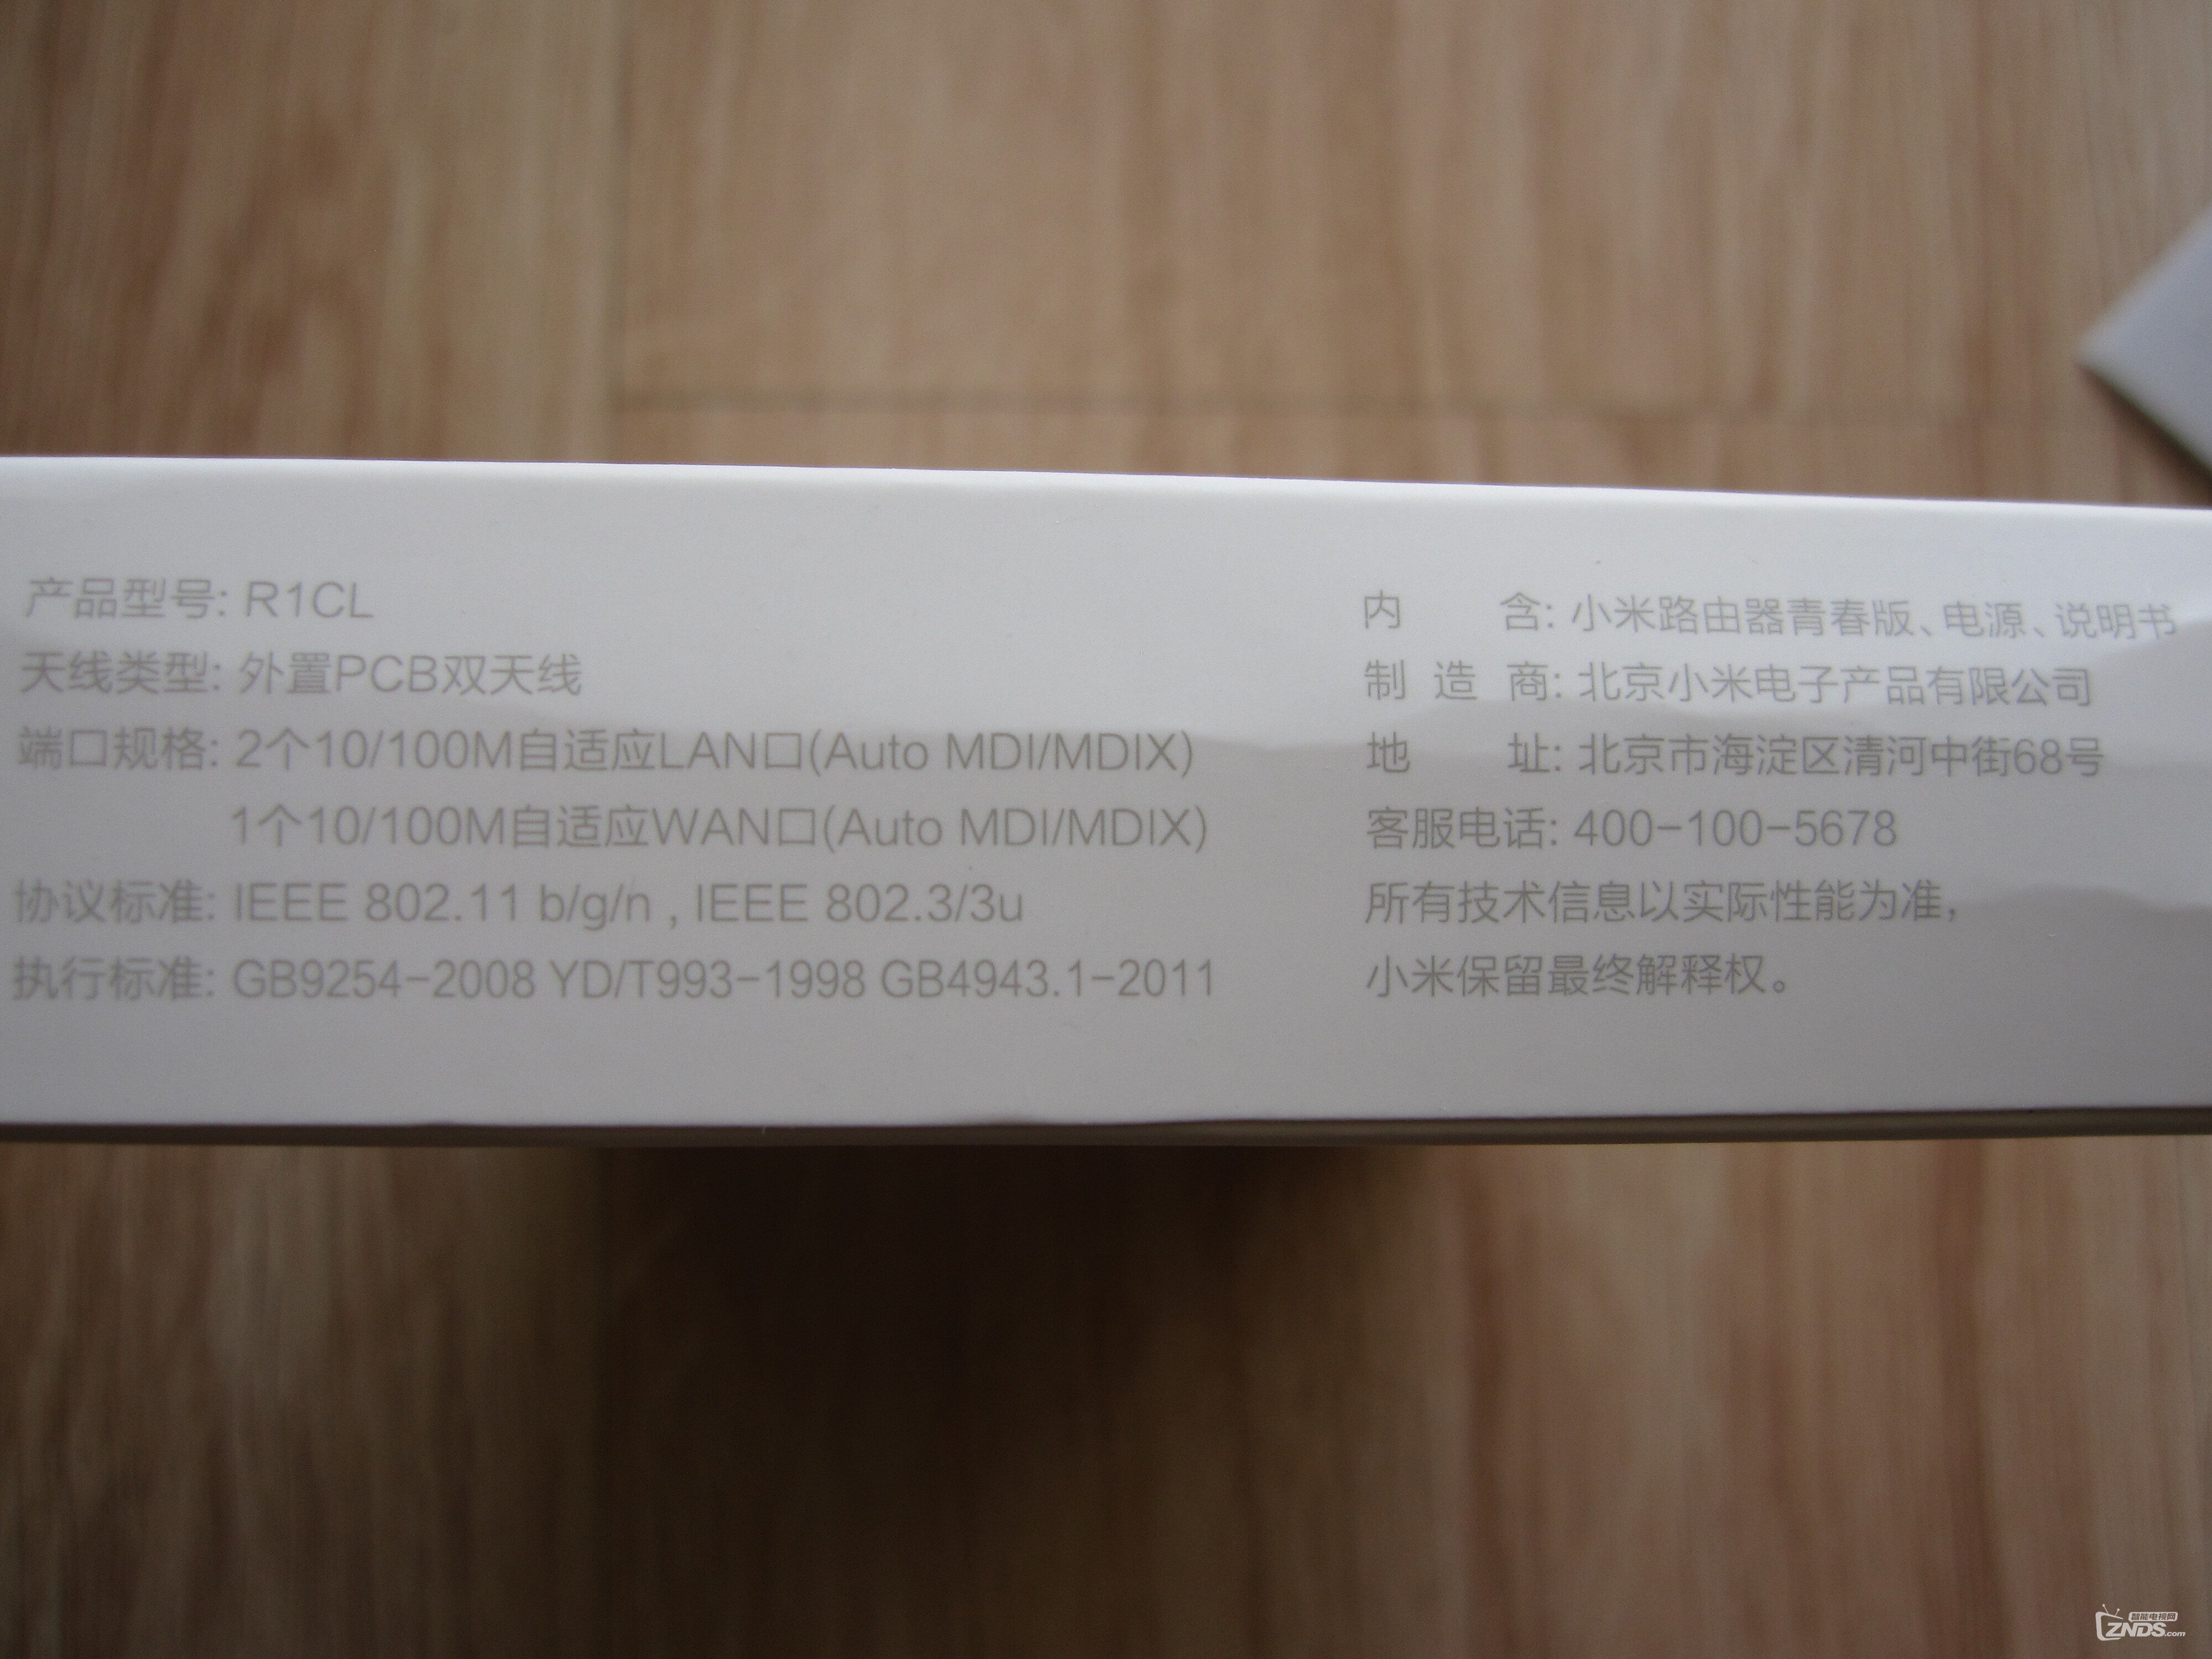 产品型号: R1CL
天线类型: 外置PCB双天线
端口规格: 2个10/100M自适应LAN口(Auto MDI/MDIX)
1个10/100M自适应WAN口(Auto MDI/MDIX)
协议标准: IEEE 802.11 b/g/n , IEEE 802.3/3u
执行标准: GB9254-2008 YD/T993-1998 GB4943.1-2011
内 含: 小米路由器青春版、电源、说明书
制 造 商: 北京小米电子产品有限公司
地 址: 北京市海淀区清河中街68号
客服电话: 400-100-5678
所有技术信息以实际性能为准,
小米保留最终解释权。
智能电视网
ZNDS.com